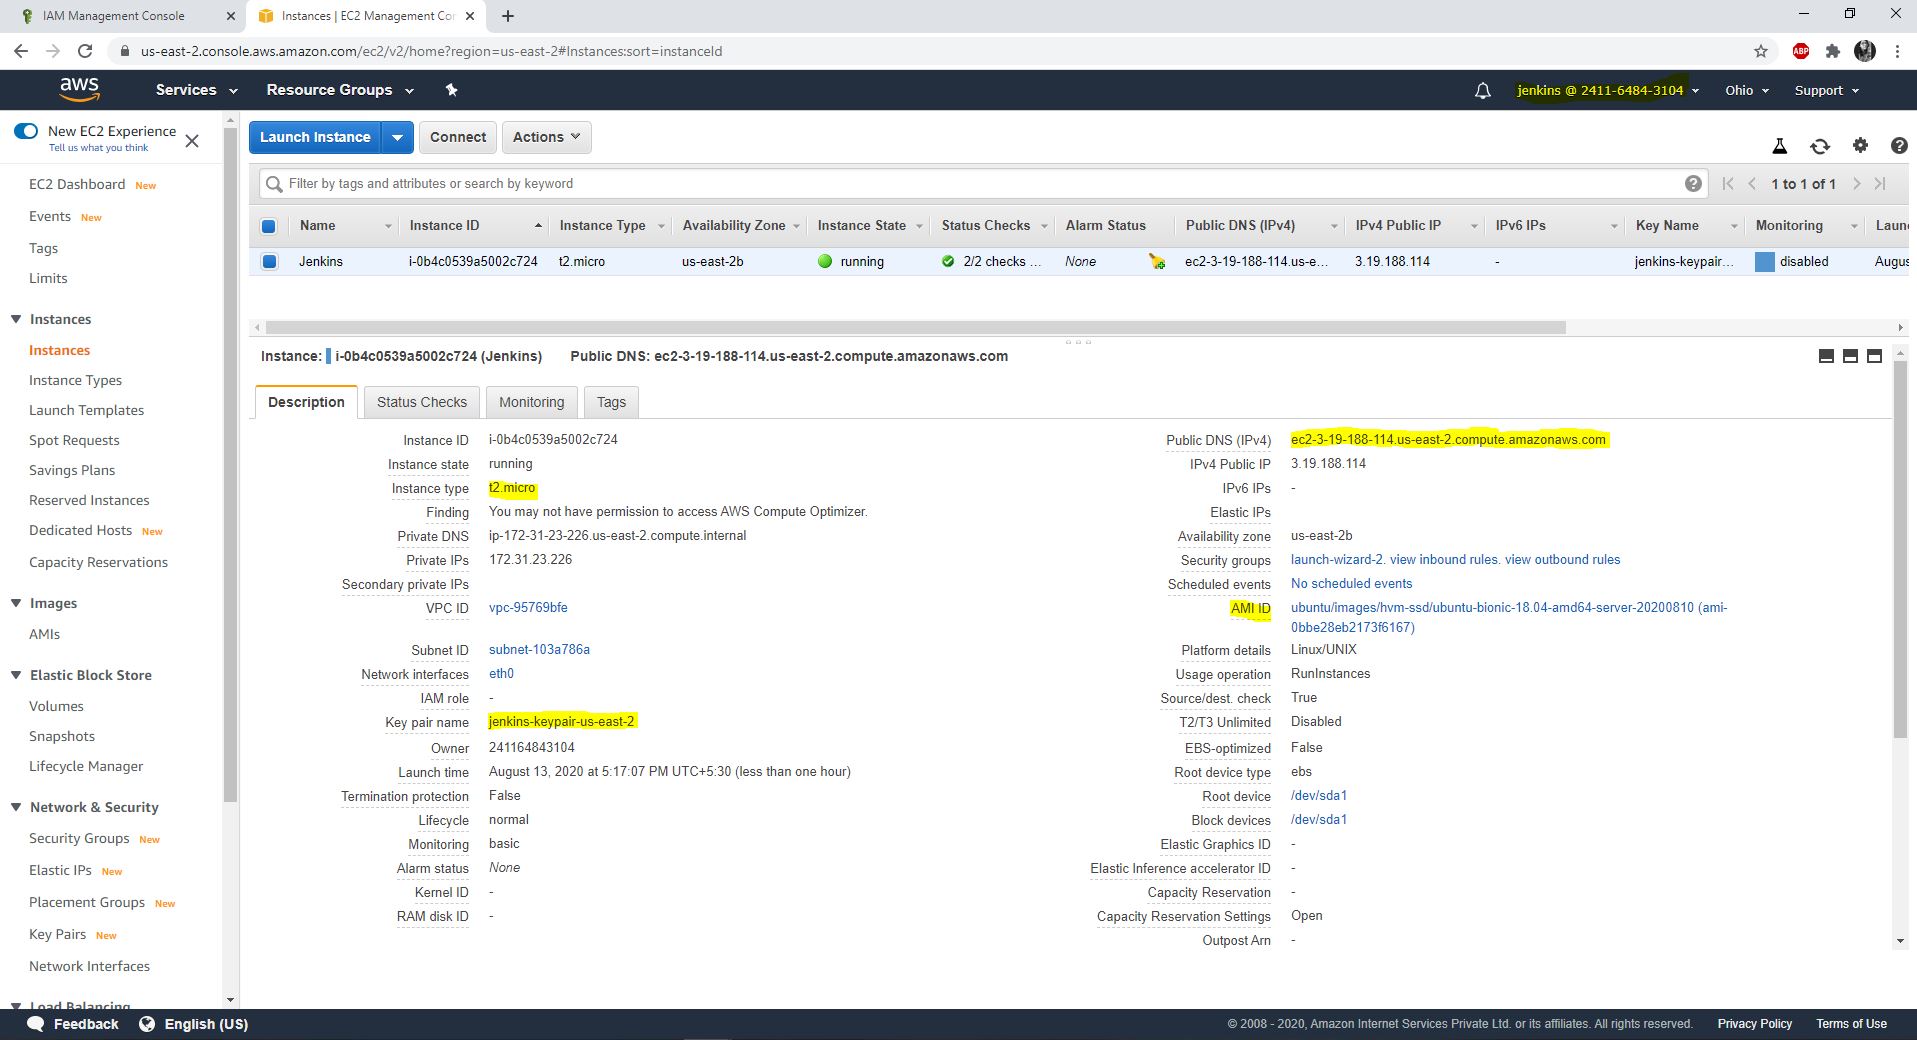 IAM Management Console
Instances | EC2 Management Con
us-east-2.console.aws.amazon.com/ec2/v2/home?region=us-east-2#Instances:sort=instanceId
ABP
aws Services Resource Groups jenkins @ 2411-6484-3104 Ohio Support
New EC2 Experience
Tell us what you think
EC2 Dashboard New
Events New
Tags
Limits
Instances
Instances
Instance Types
Launch Templates
Spot Requests
Savings Plans
Reserved Instances
Dedicated Hosts New
Capacity Reservations
Images
AMIs
Elastic Block Store
Volumes
Snapshots
Lifecycle Manager
Network & Security
Security Groups New
Elastic IPs New
Placement Groups New
Key Pairs New
Network Interfaces
Load Balancing
Launch Instance Connect Actions
Filter by tags and attributes or search by keyword 1 to 1 of 1
Name Instance ID Instance Type Availability Zone Instance State Status Checks Alarm Status Public DNS (IPv4) IPv4 Public IP IPv6 IPs Key Name Monitoring Laun
Jenkins i-0b4c0539a5002c724 t2.micro us-east-2b running 2/2 checks ... None ec2-3-19-188-114.us-e... 3.19.188.114 - jenkins-keypair... disabled Augus
Instance: i-0b4c0539a5002c724 (Jenkins) Public DNS: ec2-3-19-188-114.us-east-2.compute.amazonaws.com
Description Status Checks Monitoring Tags
Instance ID i-0b4c0539a5002c724
Instance state running
Instance type t2.micro
Finding You may not have permission to access AWS Compute Optimizer.
Private DNS ip-172-31-23-226.us-east-2.compute.internal
Private IPs 172.31.23.226
Secondary private IPs
VPC ID vpc-95769bfe
Subnet ID subnet-103a786a
Network interfaces eth0
IAM role -
Key pair name jenkins-keypair-us-east-2
Owner 241164843104
Launch time August 13, 2020 at 5:17:07 PM UTC+5:30 (less than one hour)
Termination protection False
Lifecycle normal
Monitoring basic
Alarm status None
Kernel ID -
RAM disk ID -
Public DNS (IPv4) ec2-3-19-188-114.us-east-2.compute.amazonaws.com
IPv4 Public IP 3.19.188.114
IPv6 IPs -
Elastic IPs
Availability zone us-east-2b
Security groups launch-wizard-2. view inbound rules. view outbound rules
Scheduled events No scheduled events
AMI ID ubuntu/images/hvm-ssd/ubuntu-bionic-18.04-amd64-server-20200810 (ami-
0bbe28eb2173f6167)
Platform details Linux/UNIX
Usage operation RunInstances
Source/dest. check True
T2/T3 Unlimited Disabled
EBS-optimized False
Root device type ebs
Root device /dev/sda1
Block devices /dev/sda1
Elastic Graphics ID -
Elastic Inference accelerator ID -
Capacity Reservation -
Capacity Reservation Settings Open
Outpost Arn -
Feedback English (US) © 2008 - 2020, Amazon Internet Services Private Ltd. or its affiliates. All rights reserved. Privacy Policy Terms of Use